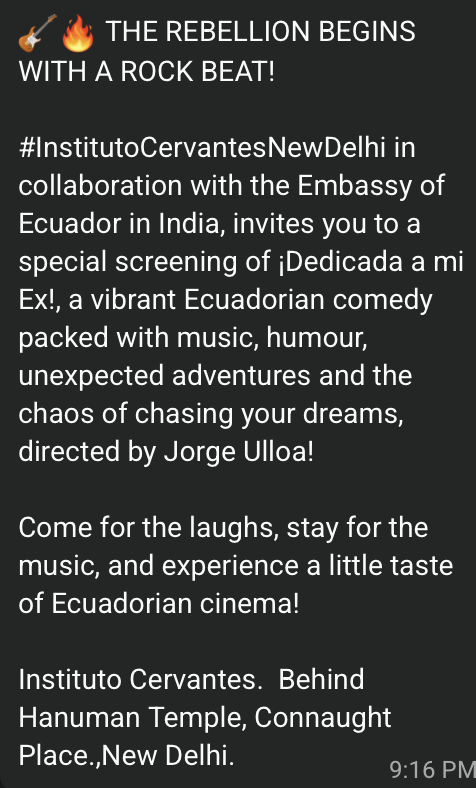 🎸🔥 THE REBELLION BEGINS
WITH A ROCK BEAT!
#InstitutoCervantesNewDelhi in
collaboration with the Embassy of
Ecuador in India, invites you to a
special screening of ¡Dedicada a mi
Ex!, a vibrant Ecuadorian comedy
packed with music, humour,
unexpected adventures and the
chaos of chasing your dreams,
directed by Jorge Ulloa!
Come for the laughs, stay for the
music, and experience a little taste
of Ecuadorian cinema!
Instituto Cervantes.  Behind
Hanuman Temple, Connaught
Place.,New Delhi.
9:16 PM